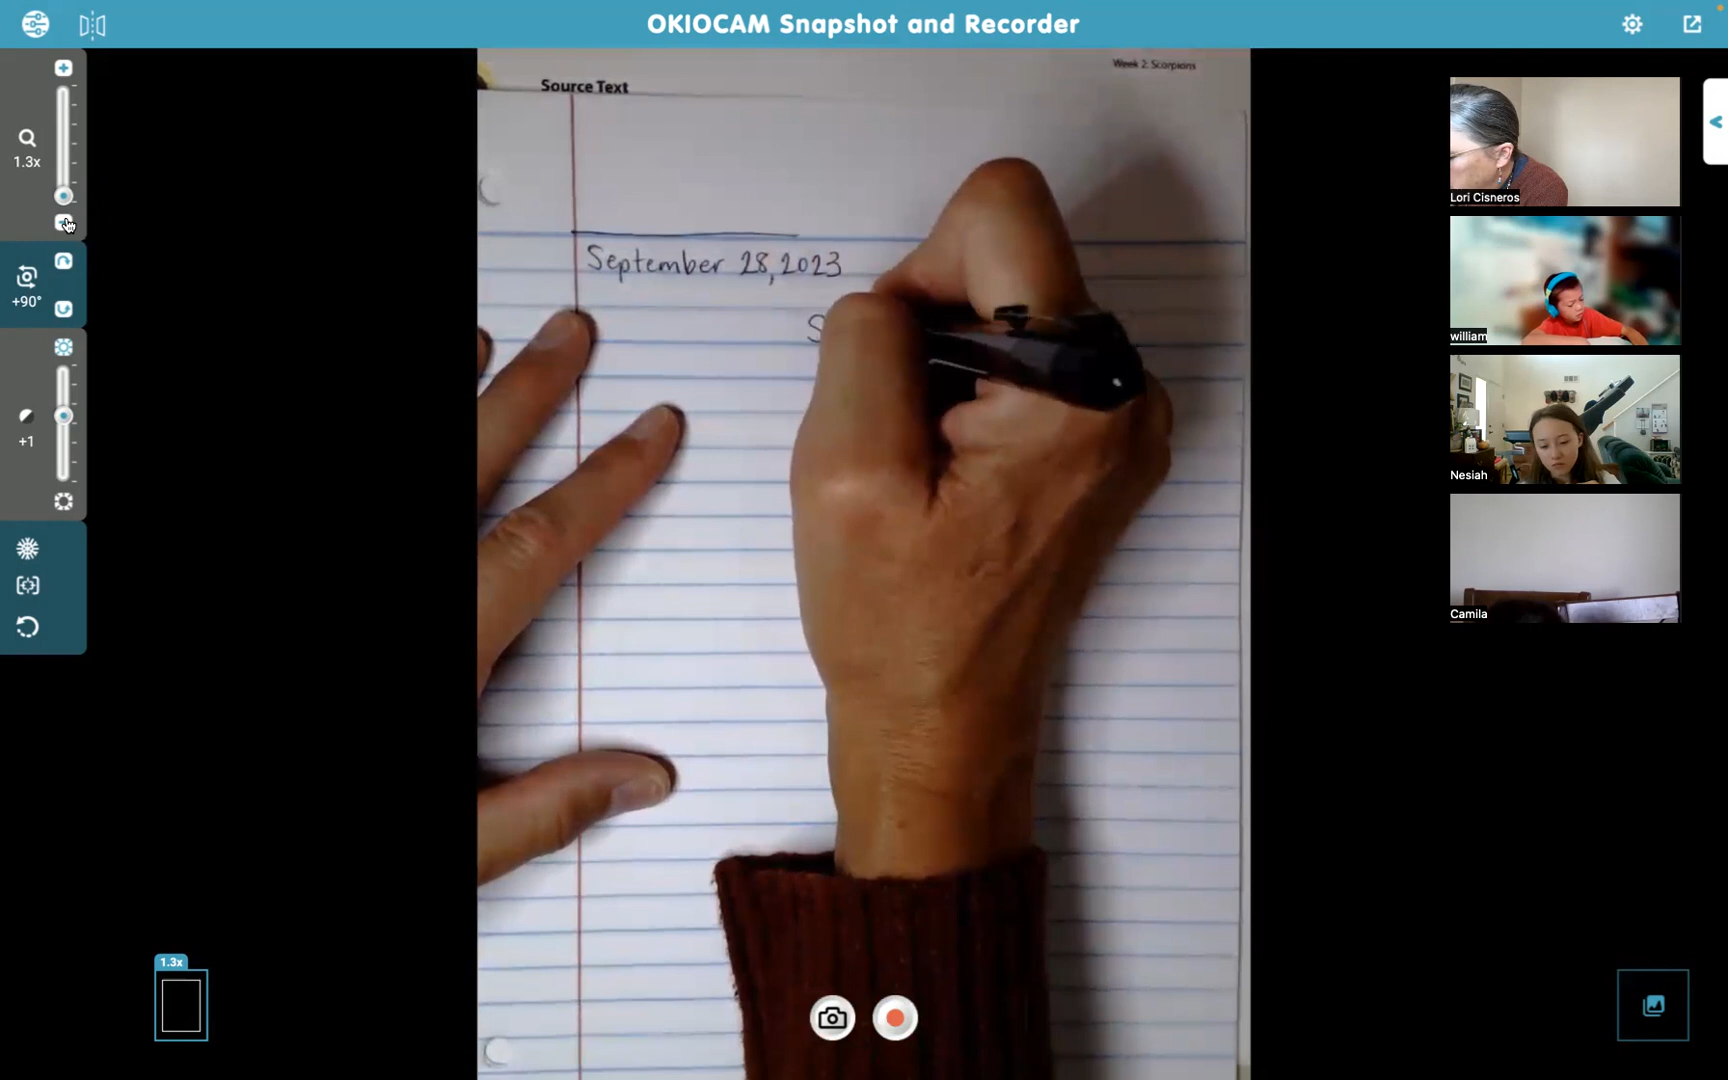 OKIOCAM Snapshot and Recorder
Week 2: Scorpions
Source Text
1.3x
+90°
+1
September 28, 2023
S
Lori Cisneros
william
Nesiah
Camila
1.3x